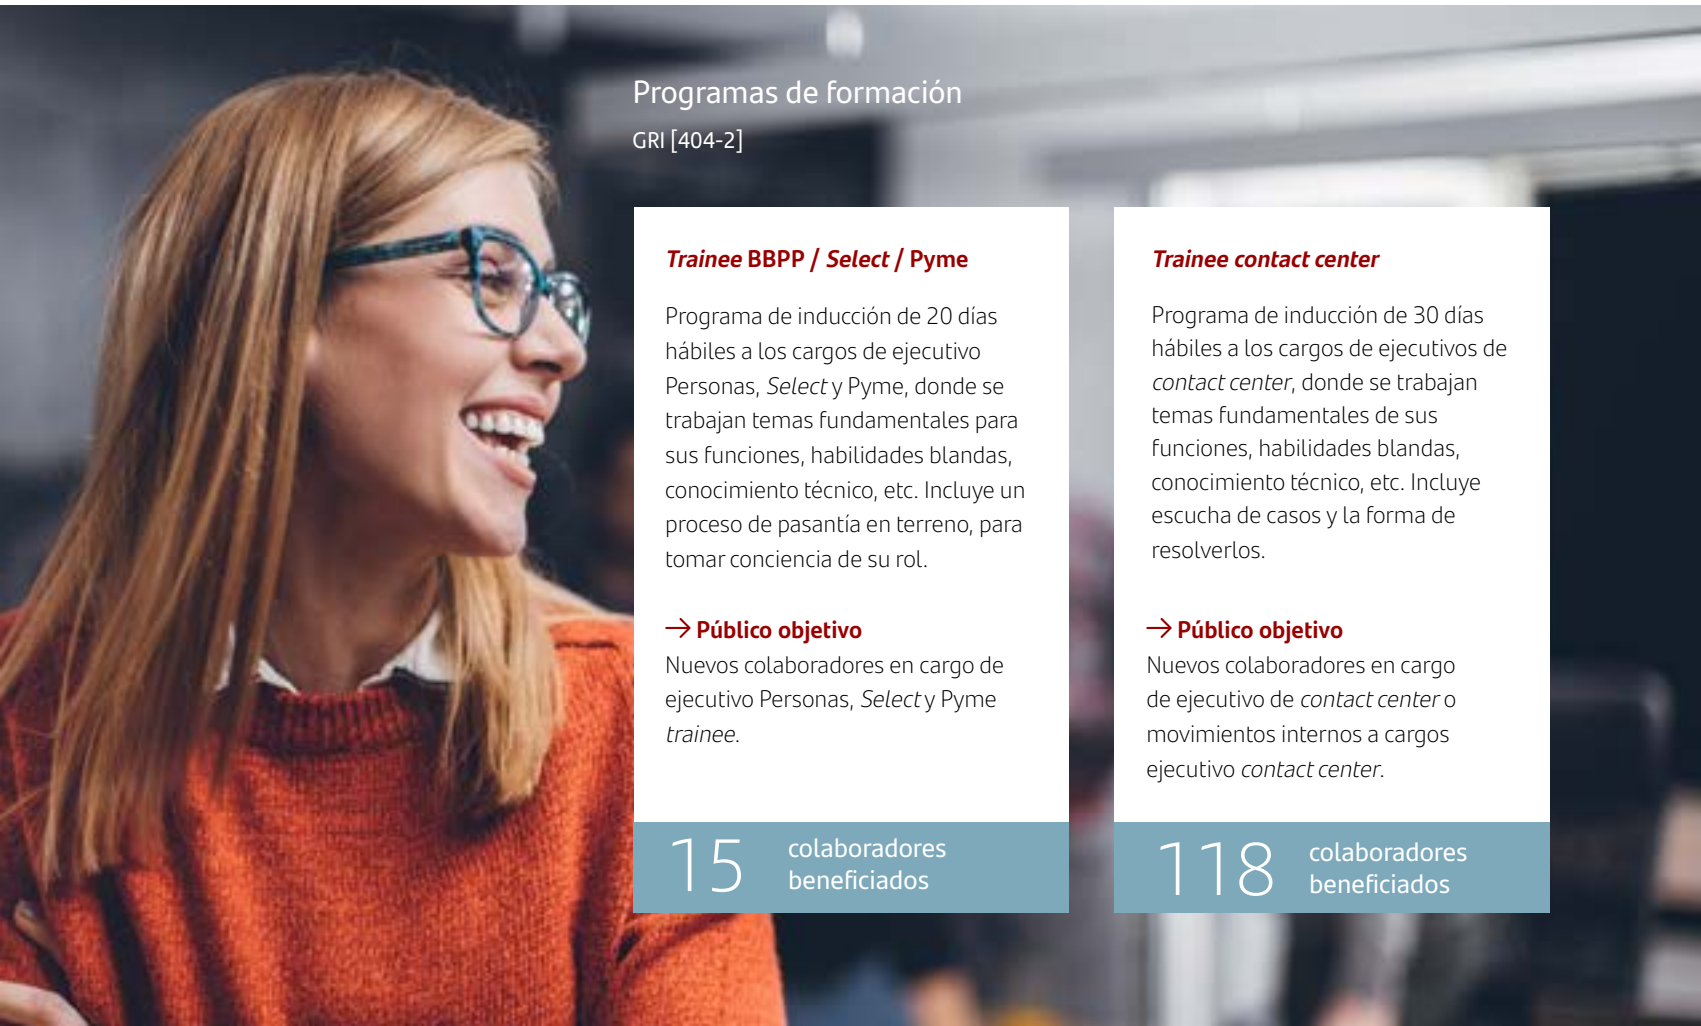 Programas de formación
GRI [404-2]
Trainee BBPP / Select / Pyme
Programa de inducción de 20 días
hábiles a los cargos de ejecutivo
Personas, Select y Pyme, donde se
trabajan temas fundamentales para
sus funciones, habilidades blandas,
conocimiento técnico, etc. Incluye un
proceso de pasantía en terreno, para
tomar conciencia de su rol.
→ Público objetivo
Nuevos colaboradores en cargo de
ejecutivo Personas, Select y Pyme
trainee.
15 colaboradores
beneficiados
Trainee contact center
Programa de inducción de 30 días
hábiles a los cargos de ejecutivos de
contact center, donde se trabajan
temas fundamentales de sus
funciones, habilidades blandas,
conocimiento técnico, etc. Incluye
escucha de casos y la forma de
resolverlos.
→ Público objetivo
Nuevos colaboradores en cargo
de ejecutivo de contact center o
movimientos internos a cargos
ejecutivo contact center.
118 colaboradores
beneficiados